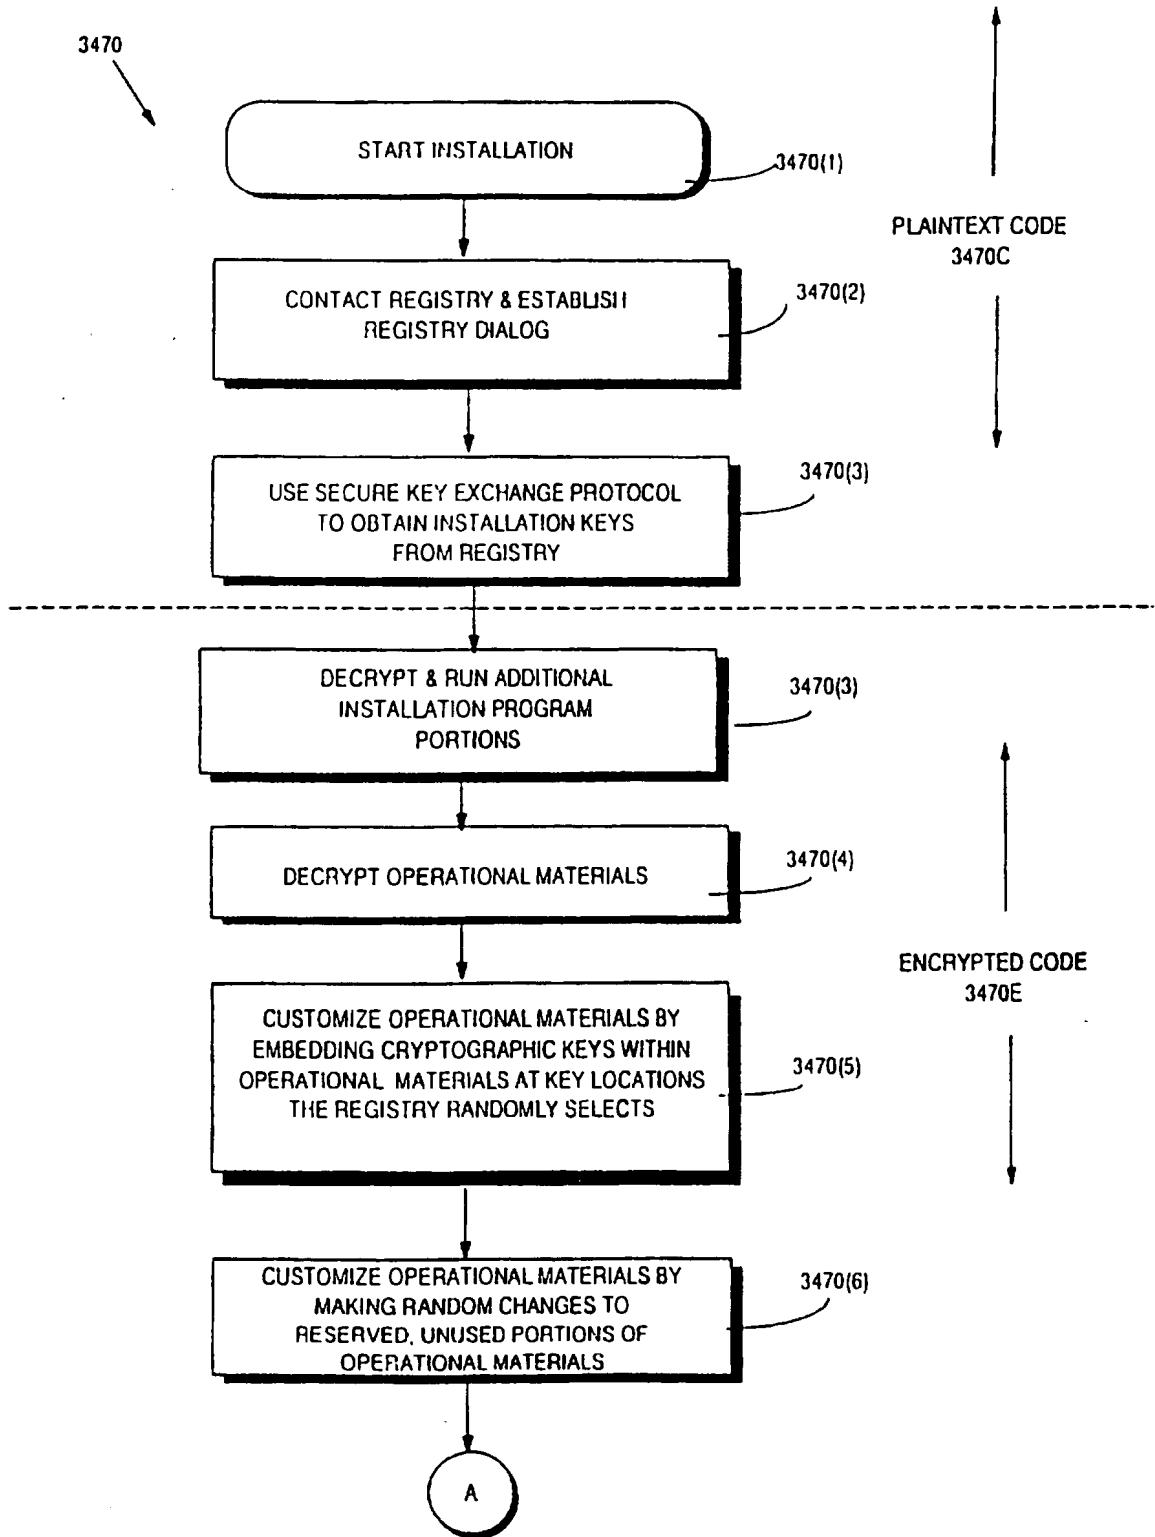 3470
START INSTALLATION
3470(1)
PLAINTEXT CODE
3470C
CONTACT REGISTRY & ESTABLISH
REGISTRY DIALOG
3470(2)
USE SECURE KEY EXCHANGE PROTOCOL
TO OBTAIN INSTALLATION KEYS
FROM REGISTRY
3470(3)
DECRYPT & RUN ADDITIONAL
INSTALLATION PROGRAM
PORTIONS
3470(3)
DECRYPT OPERATIONAL MATERIALS
3470(4)
ENCRYPTED CODE
3470E
CUSTOMIZE OPERATIONAL MATERIALS BY
EMBEDDING CRYPTOGRAPHIC KEYS WITHIN
OPERATIONAL MATERIALS AT KEY LOCATIONS
THE REGISTRY RANDOMLY SELECTS
3470(5)
CUSTOMIZE OPERATIONAL MATERIALS BY
MAKING RANDOM CHANGES TO
RESERVED, UNUSED PORTIONS OF
OPERATIONAL MATERIALS
3470(6)
A